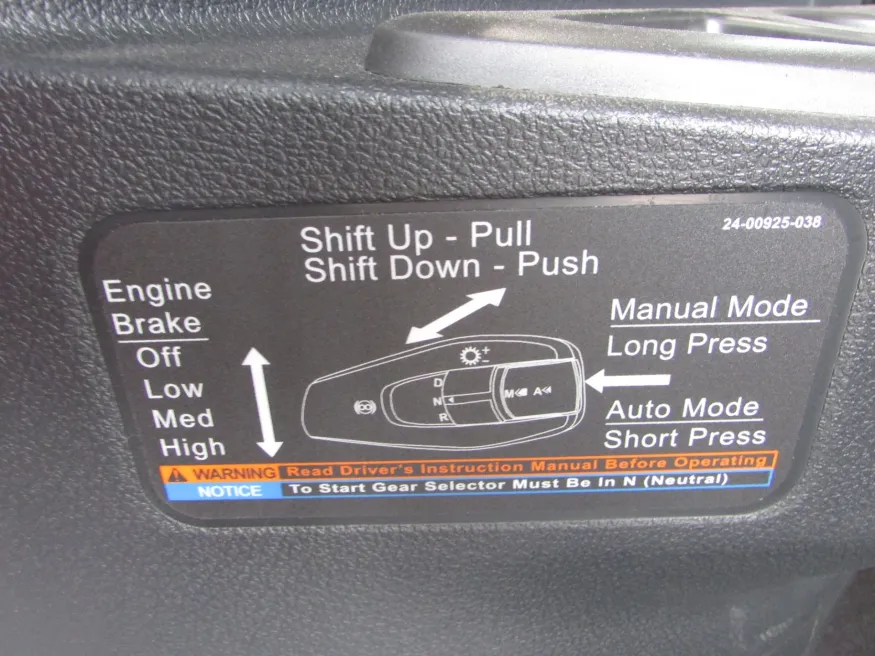 24-00925-038
Shift Up - Pull
Shift Down - Push
Engine
Brake
Off
Low
Med
High
Manual Mode
Long Press
Auto Mode
Short Press
D
N
R
+
-
M
A
WARNING Read Driver's Instruction Manual Before Operating
NOTICE To Start Gear Selector Must Be In N (Neutral)